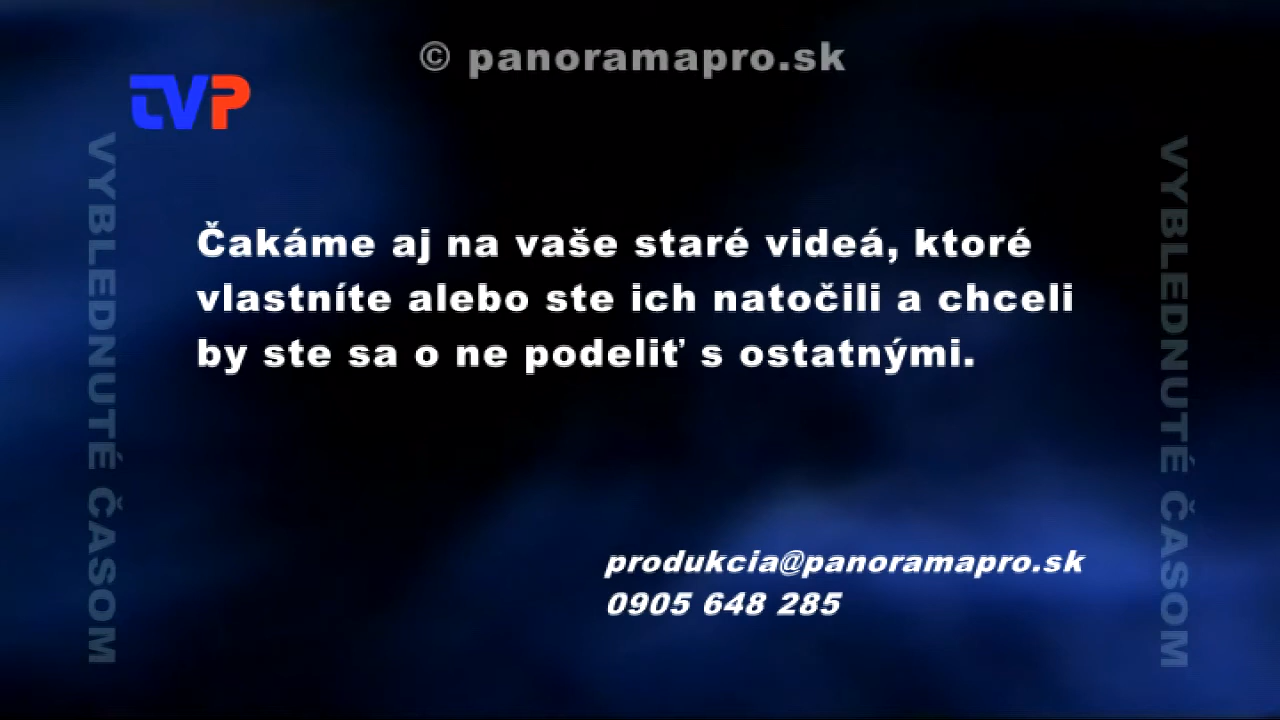 © panoramapro.sk
TVP
VYBLEDNUTÉ ČASOM
Čakáme aj na vaše staré videá, ktoré
vlastníte alebo ste ich natočili a chceli
by ste sa o ne podeliť s ostatnými.
produkcia@panoramapro.sk
0905 648 285
VYBLEDNUTÉ ČASOM